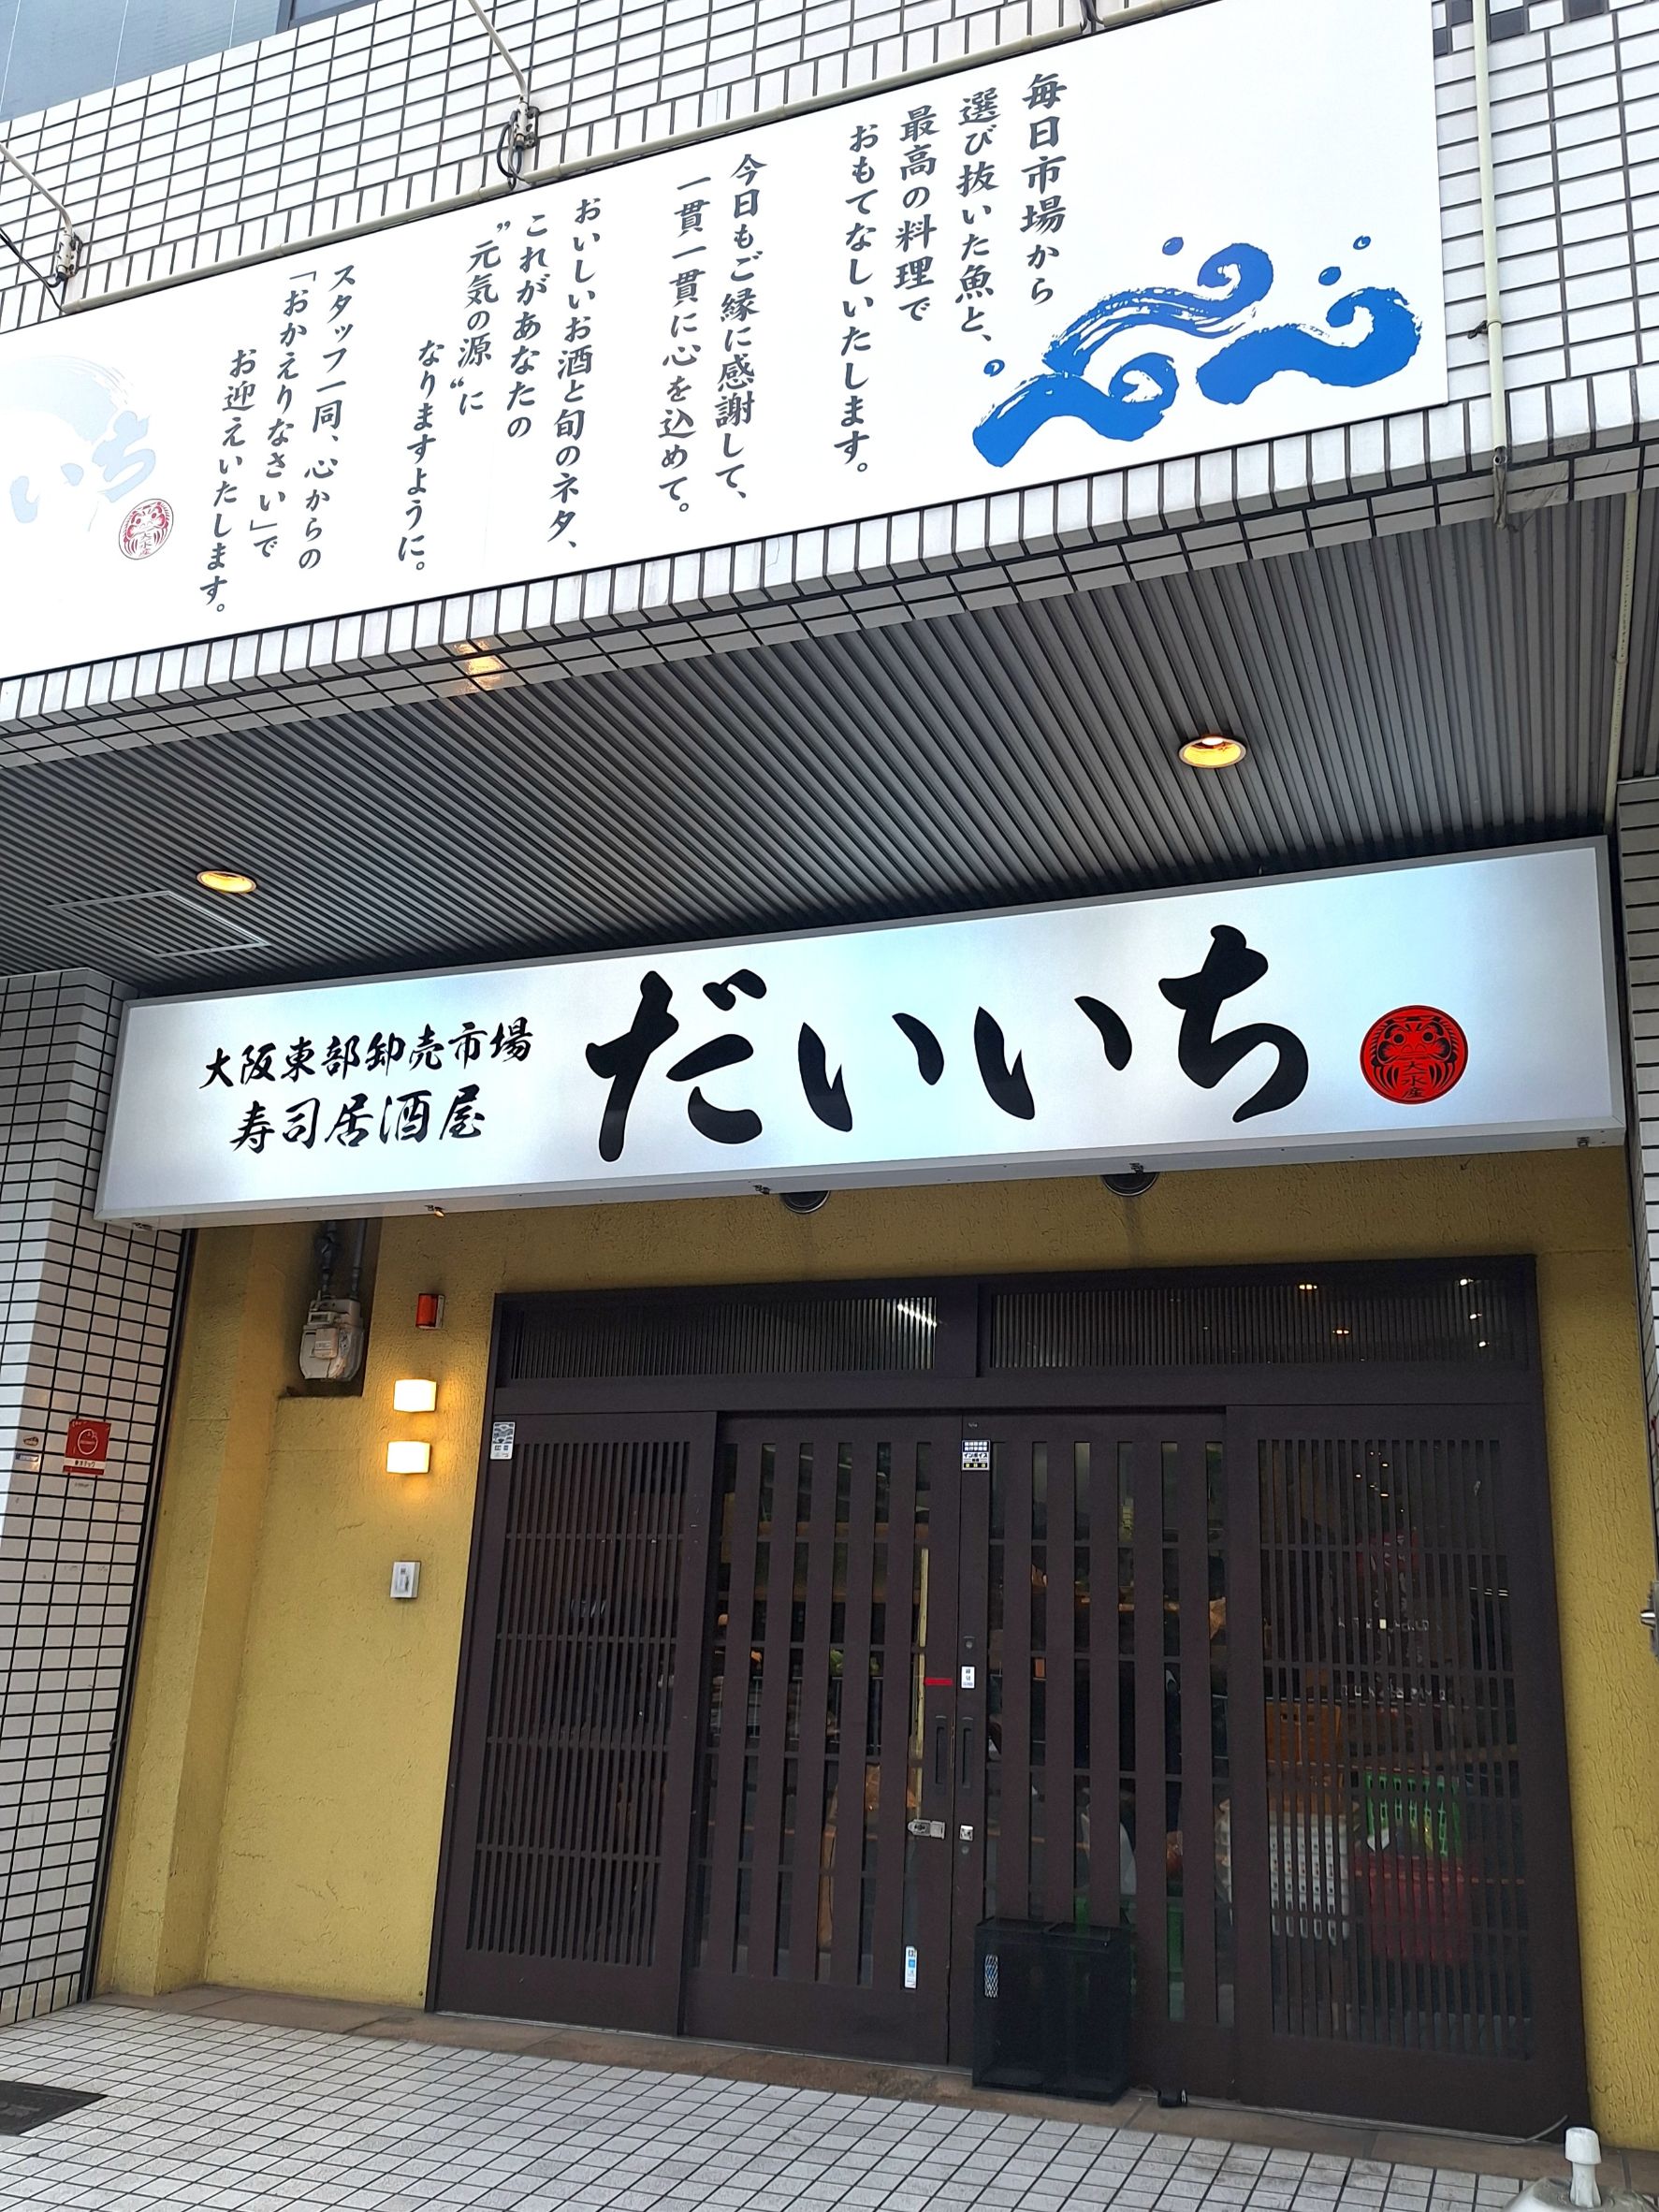 毎日市場から
選び抜いた魚と、
最高の料理で
おもてなしいたします。
今日もご縁に感謝して、
一貫一貫に心を込めて。
おいしいお酒と旬のネタ、
これがあなたの
”元気の源“に
なりますように。
スタッフ一同、心からの
「おかえりなさい」で
お迎えいたします。
いち
大水産
大阪東部卸売市場
寿司居酒屋
だいいち
大水産